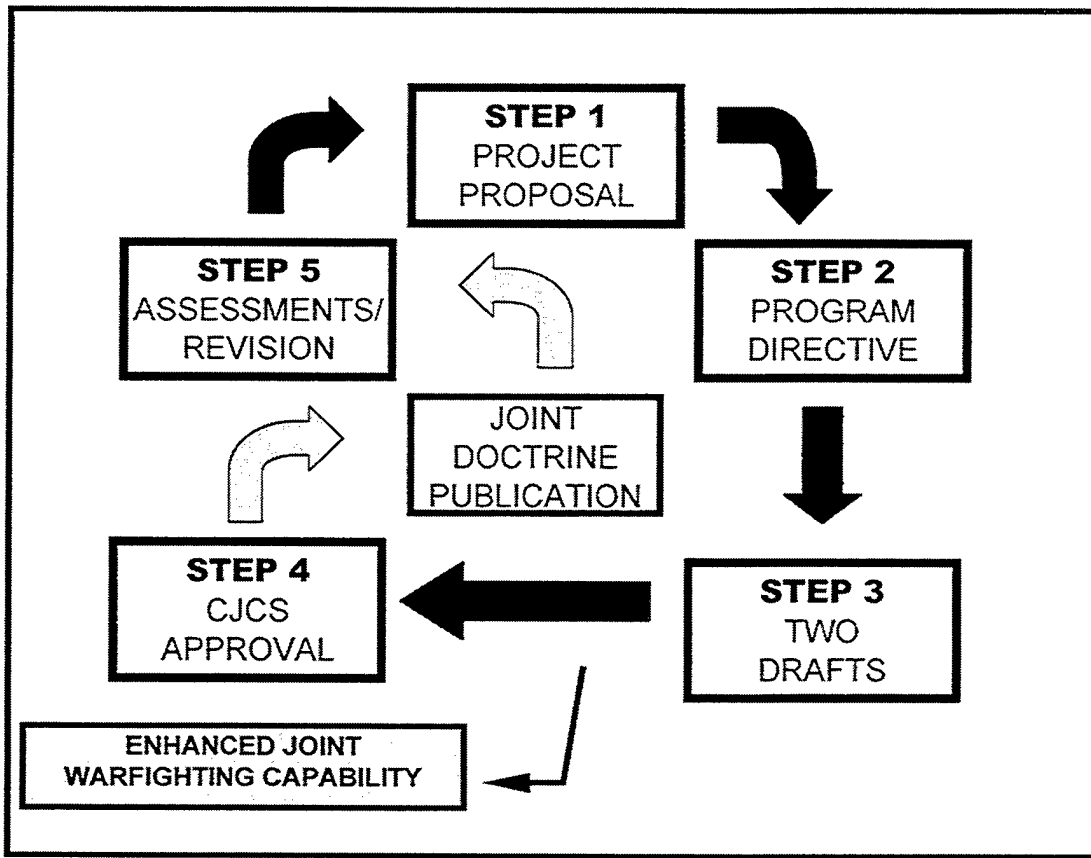 STEP 1
PROJECT
PROPOSAL
STEP 2
PROGRAM
DIRECTIVE
STEP 3
TWO
DRAFTS
STEP 4
CJCS
APPROVAL
JOINT
DOCTRINE
PUBLICATION
STEP 5
ASSESSMENTS/
REVISION
ENHANCED JOINT
WARFIGHTING CAPABILITY